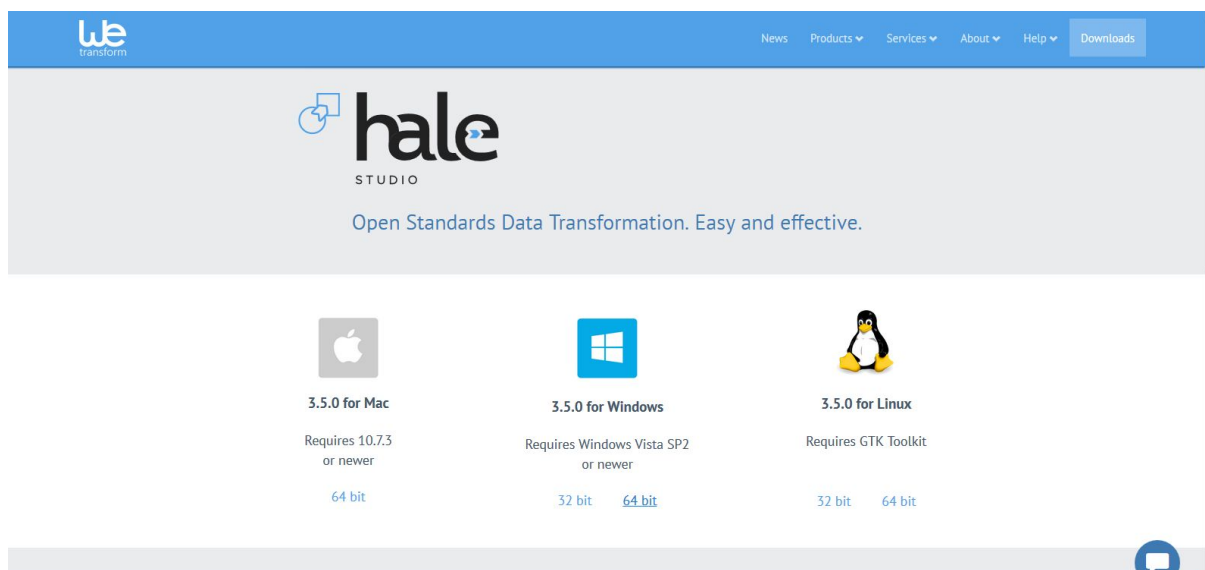 We
transform
News Products Services About Help Downloads
hale
STUDIO
Open Standards Data Transformation. Easy and effective.
3.5.0 for Mac
Requires 10.7.3
or newer
64 bit
3.5.0 for Windows
Requires Windows Vista SP2
or newer
32 bit 64 bit
3.5.0 for Linux
Requires GTK Toolkit
32 bit 64 bit